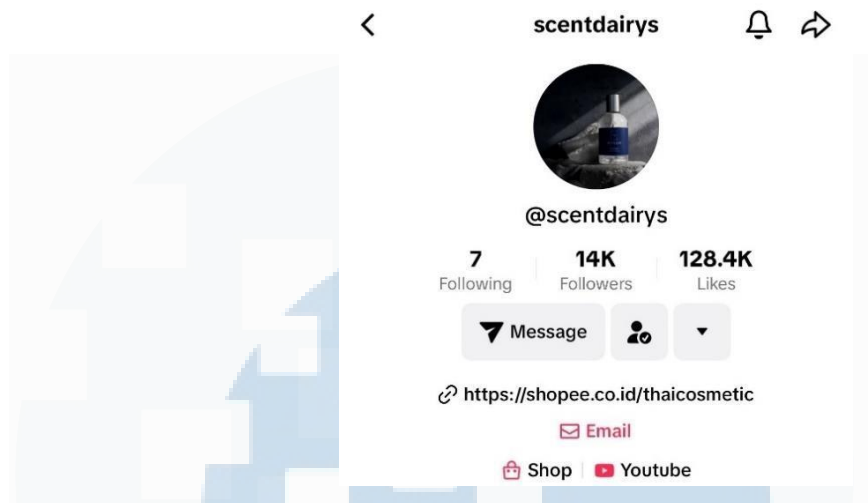 scentdairys
@scentdairys
7 14K 128.4K
Following Followers Likes
Message
https://shopee.co.id/thaicosmetic
Email
Shop Youtube